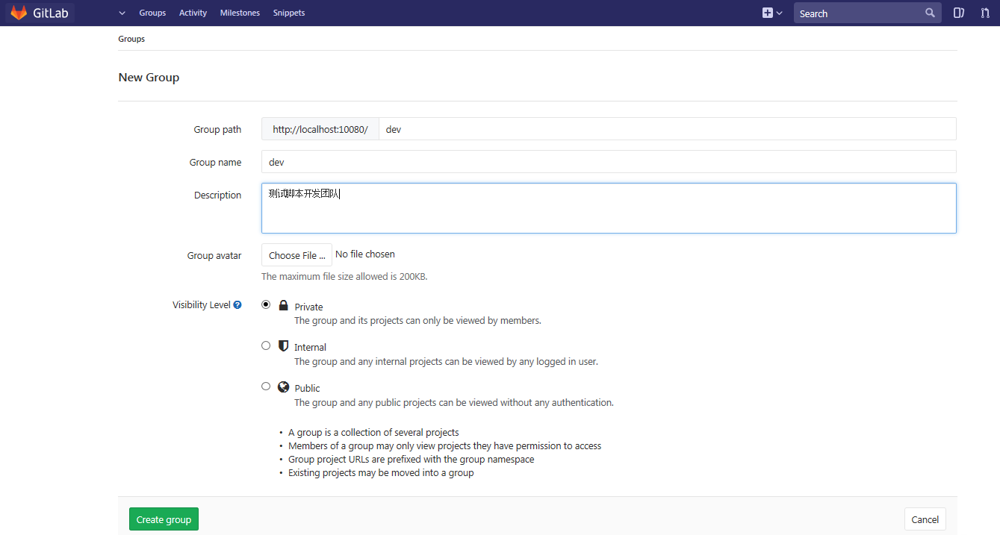 GitLab Groups Activity Milestones Snippets Search
Groups
New Group
Group path http://localhost:10080/ dev
Group name dev
Description 测试脚本开发团队
Group avatar Choose File ... No file chosen
The maximum file size allowed is 200KB.
Visibility Level Private
The group and its projects can only be viewed by members.
Internal
The group and any internal projects can be viewed by any logged in user.
Public
The group and any public projects can be viewed without any authentication.
• A group is a collection of several projects
• Members of a group may only view projects they have permission to access
• Group project URLs are prefixed with the group namespace
• Existing projects may be moved into a group
Create group Cancel